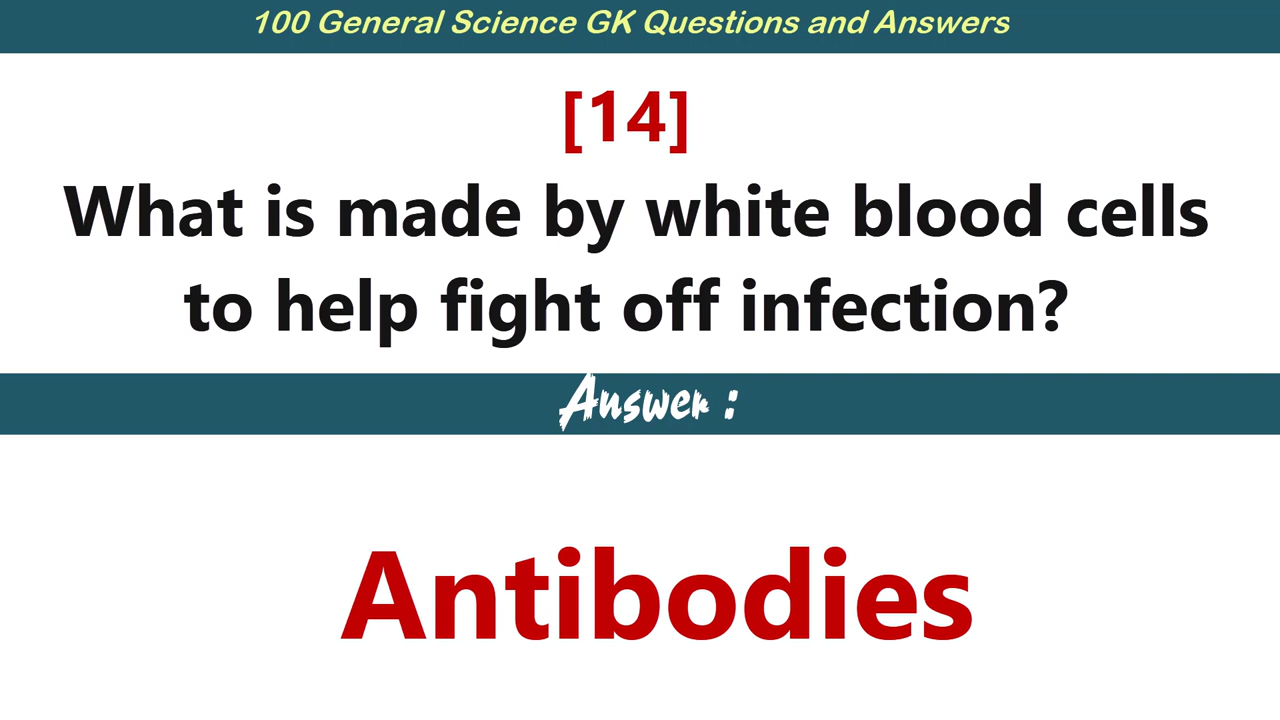 100 General Science GK Questions and Answers
[14]
What is made by white blood cells
to help fight off infection?
Answer :
Antibodies